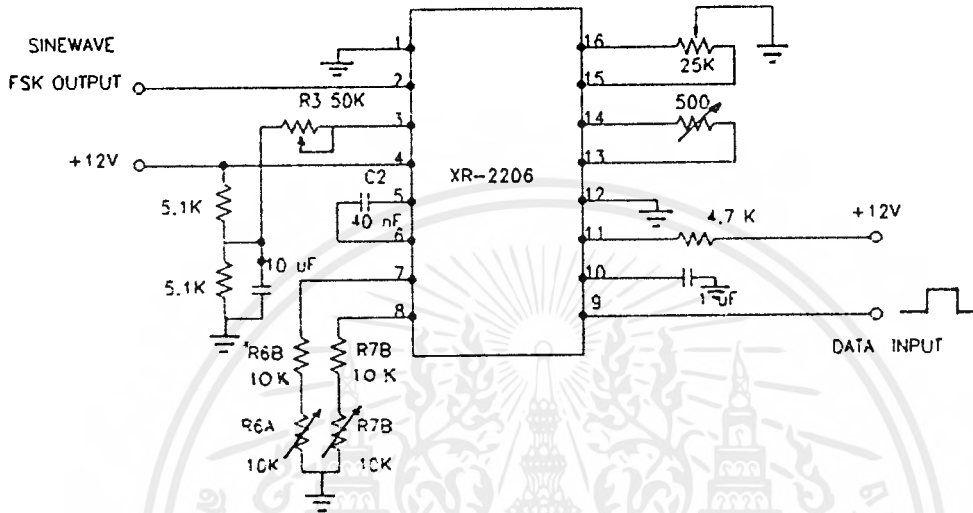 SINEWAVE
FSK OUTPUT
+12V
R3 50K
5.1K
5.1K
10 uF
C2
40 nF
*R6B
10K
R7B
10K
R6A
10K
R7B
10K
XR-2206
1
2
3
4
5
6
7
8
16
15
14
13
12
11
10
9
25K
500
4.7 K
+12V
1 uF
DATA INPUT